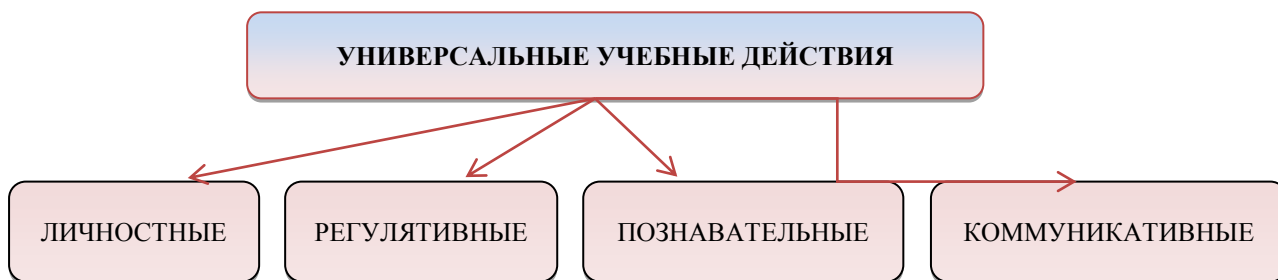 УНИВЕРСАЛЬНЫЕ УЧЕБНЫЕ ДЕЙСТВИЯ
ЛИЧНОСТНЫЕ
РЕГУЛЯТИВНЫЕ
ПОЗНАВАТЕЛЬНЫЕ
КОММУНИКАТИВНЫЕ